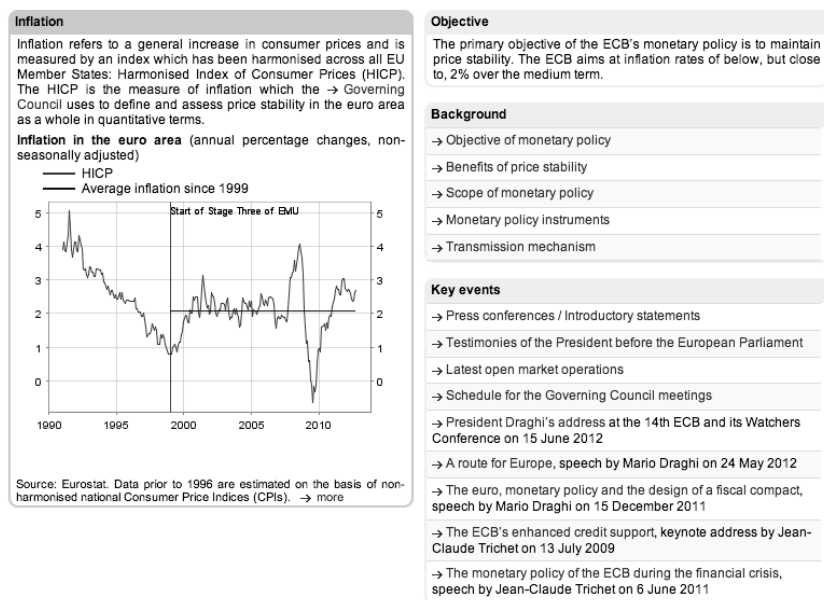 Inflation
Inflation refers to a general increase in consumer prices and is
measured by an index which has been harmonised across all EU
Member States: Harmonised Index of Consumer Prices (HICP).
The HICP is the measure of inflation which the → Governing
Council uses to define and assess price stability in the euro area
as a whole in quantitative terms.
Inflation in the euro area (annual percentage changes, non-
seasonally adjusted)
HICP
Average inflation since 1999
Start of Stage Three of EMU
5 5
4 4
3 3
2 2
1 1
0 0
1990 1995 2000 2005 2010
Source: Eurostat. Data prior to 1996 are estimated on the basis of non-
harmonised national Consumer Price Indices (CPIs). → more
Objective
The primary objective of the ECB's monetary policy is to maintain
price stability. The ECB aims at inflation rates of below, but close
to, 2% over the medium term.
Background
→ Objective of monetary policy
→ Benefits of price stability
→ Scope of monetary policy
→ Monetary policy instruments
→ Transmission mechanism
Key events
→ Press conferences / Introductory statements
→ Testimonies of the President before the European Parliament
→ Latest open market operations
→ Schedule for the Governing Council meetings
→ President Draghi's address at the 14th ECB and its Watchers
Conference on 15 June 2012
→ A route for Europe, speech by Mario Draghi on 24 May 2012
→ The euro, monetary policy and the design of a fiscal compact,
speech by Mario Draghi on 15 December 2011
→ The ECB's enhanced credit support, keynote address by Jean-
Claude Trichet on 13 July 2009
→ The monetary policy of the ECB during the financial crisis,
speech by Jean-Claude Trichet on 6 June 2011